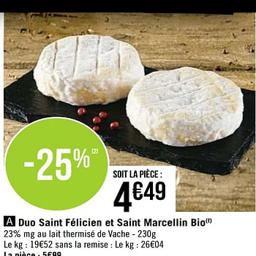 -25%(2)
SOIT LA PIÈCE :
4€49
A Duo Saint Félicien et Saint Marcellin Bio(1)
23% mg au lait thermisé de Vache - 230g
Le kg : 19€52 sans la remise : Le kg : 26€04
La pièce : 5€99